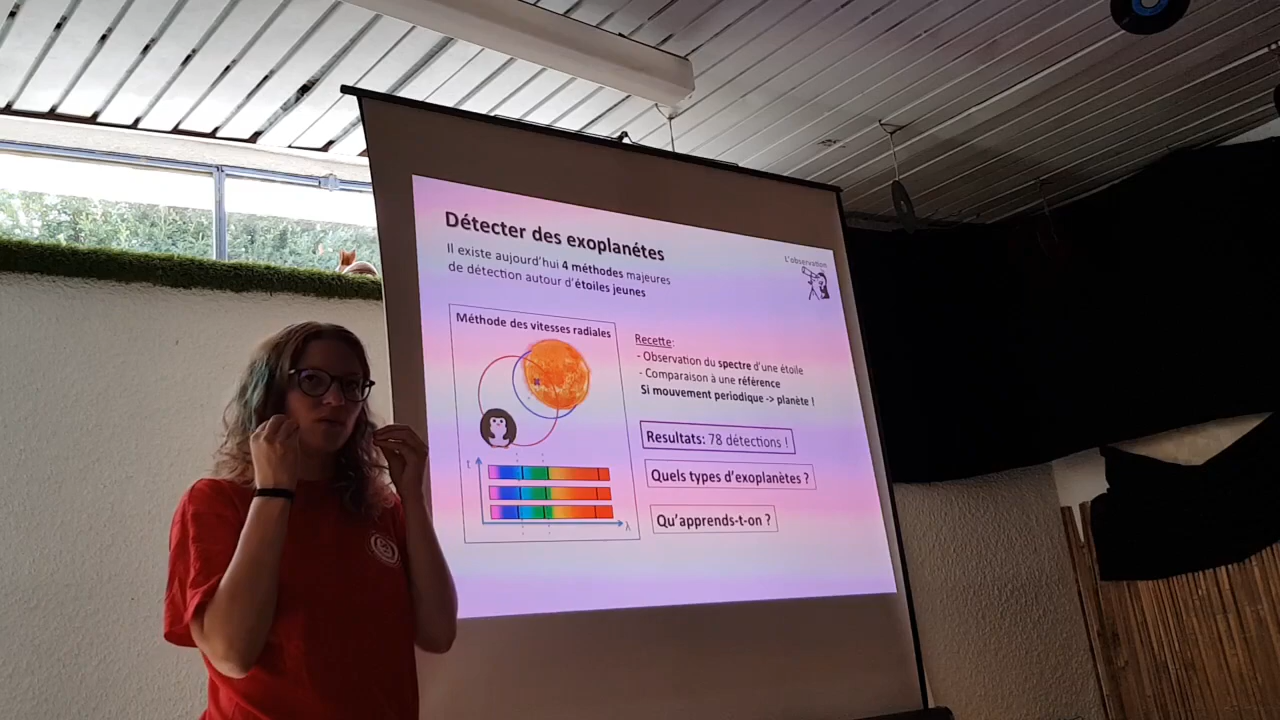 Détecter des exoplanétes
Il existe aujourd'hui 4 méthodes majeures
de détection autour d'étoiles jeunes
L'observation
Méthode des vitesses radiales
t
λ
Recette:
- Observation du spectre d'une étoile
- Comparaison à une référence
Si mouvement periodique -> planète !
Resultats: 78 détections !
Quels types d'exoplanètes ?
Qu'apprends-t-on ?